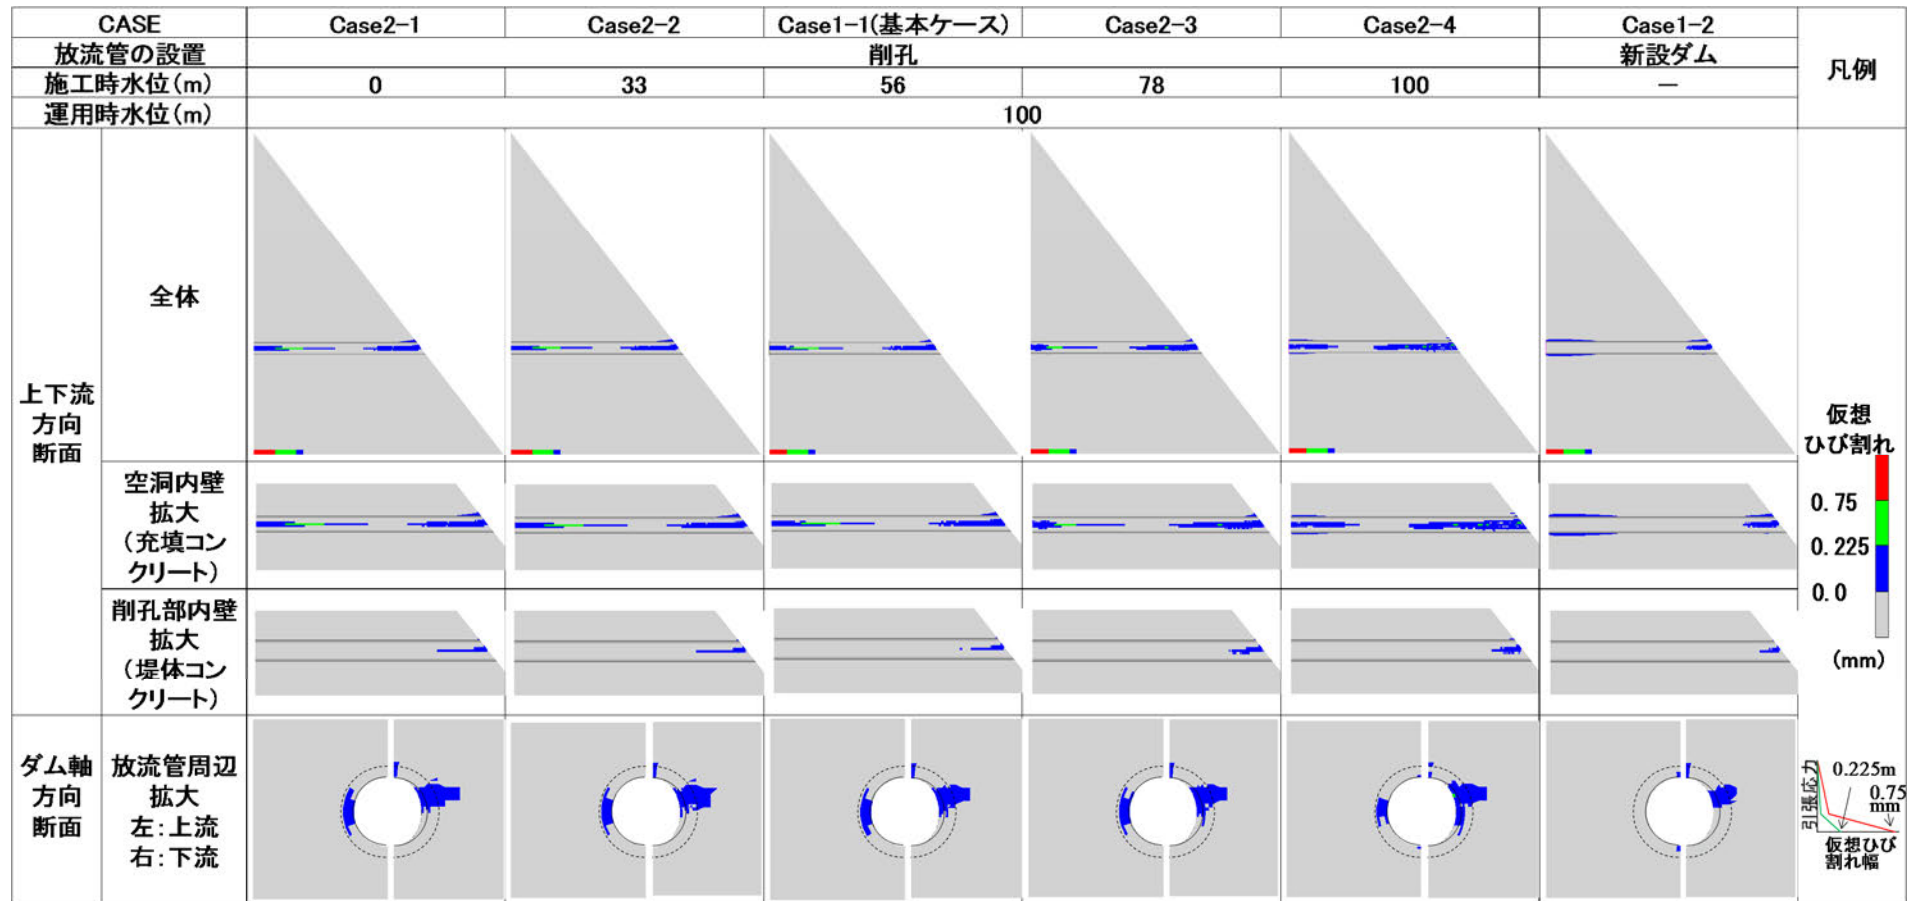 CASE
Case2-1
Case2-2
Case1-1(基本ケース)
Case2-3
Case2-4
Case1-2
凡例
放流管の設置
削孔
新設ダム
施工時水位(m)
0
33
56
78
100
―
運用時水位(m)
100
上下流
方向
断面
全体
空洞内壁
拡大
(充填コン
クリート)
削孔部内壁
拡大
(堤体コン
クリート)
ダム軸
方向
断面
放流管周辺
拡大
左:上流
右:下流
仮想
ひび割れ
0.75
0.225
0.0
(mm)
引張応力
0.225m
0.75
mm
仮想ひび
割れ幅